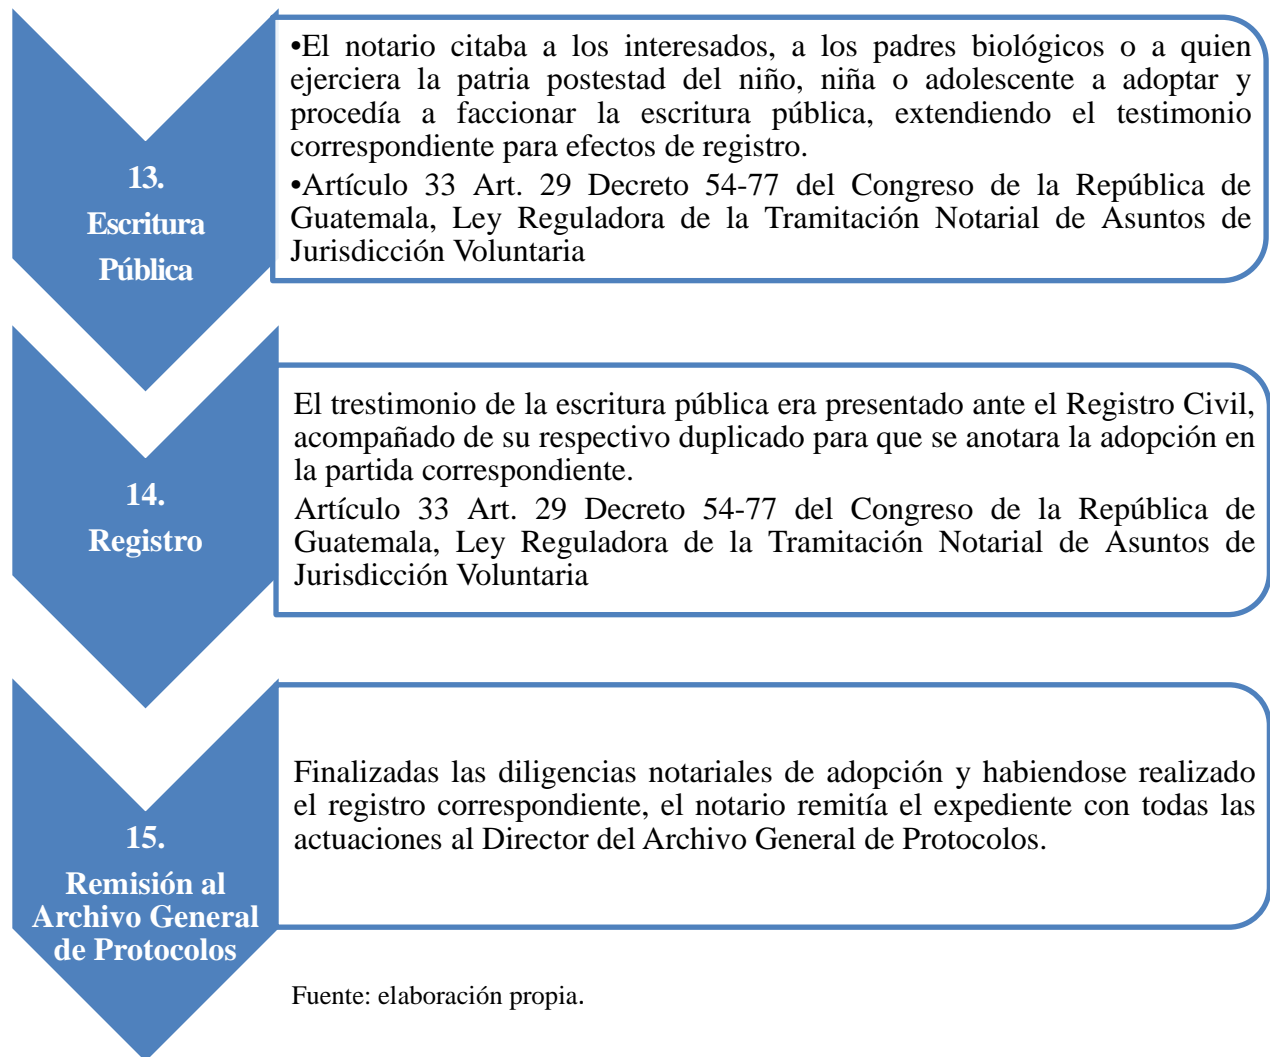 13.
Escritura
Pública
•El notario citaba a los interesados, a los padres biológicos o a quien
ejerciera la patria postestad del niño, niña o adolescente a adoptar y
procedía a faccionar la escritura pública, extendiendo el testimonio
correspondiente para efectos de registro.
•Artículo 33 Art. 29 Decreto 54-77 del Congreso de la República de
Guatemala, Ley Reguladora de la Tramitación Notarial de Asuntos de
Jurisdicción Voluntaria
14.
Registro
El trestimonio de la escritura pública era presentado ante el Registro Civil,
acompañado de su respectivo duplicado para que se anotara la adopción en
la partida correspondiente.
Artículo 33 Art. 29 Decreto 54-77 del Congreso de la República de
Guatemala, Ley Reguladora de la Tramitación Notarial de Asuntos de
Jurisdicción Voluntaria
15.
Remisión al
Archivo General
de Protocolos
Finalizadas las diligencias notariales de adopción y habiendose realizado
el registro correspondiente, el notario remitía el expediente con todas las
actuaciones al Director del Archivo General de Protocolos.
Fuente: elaboración propia.